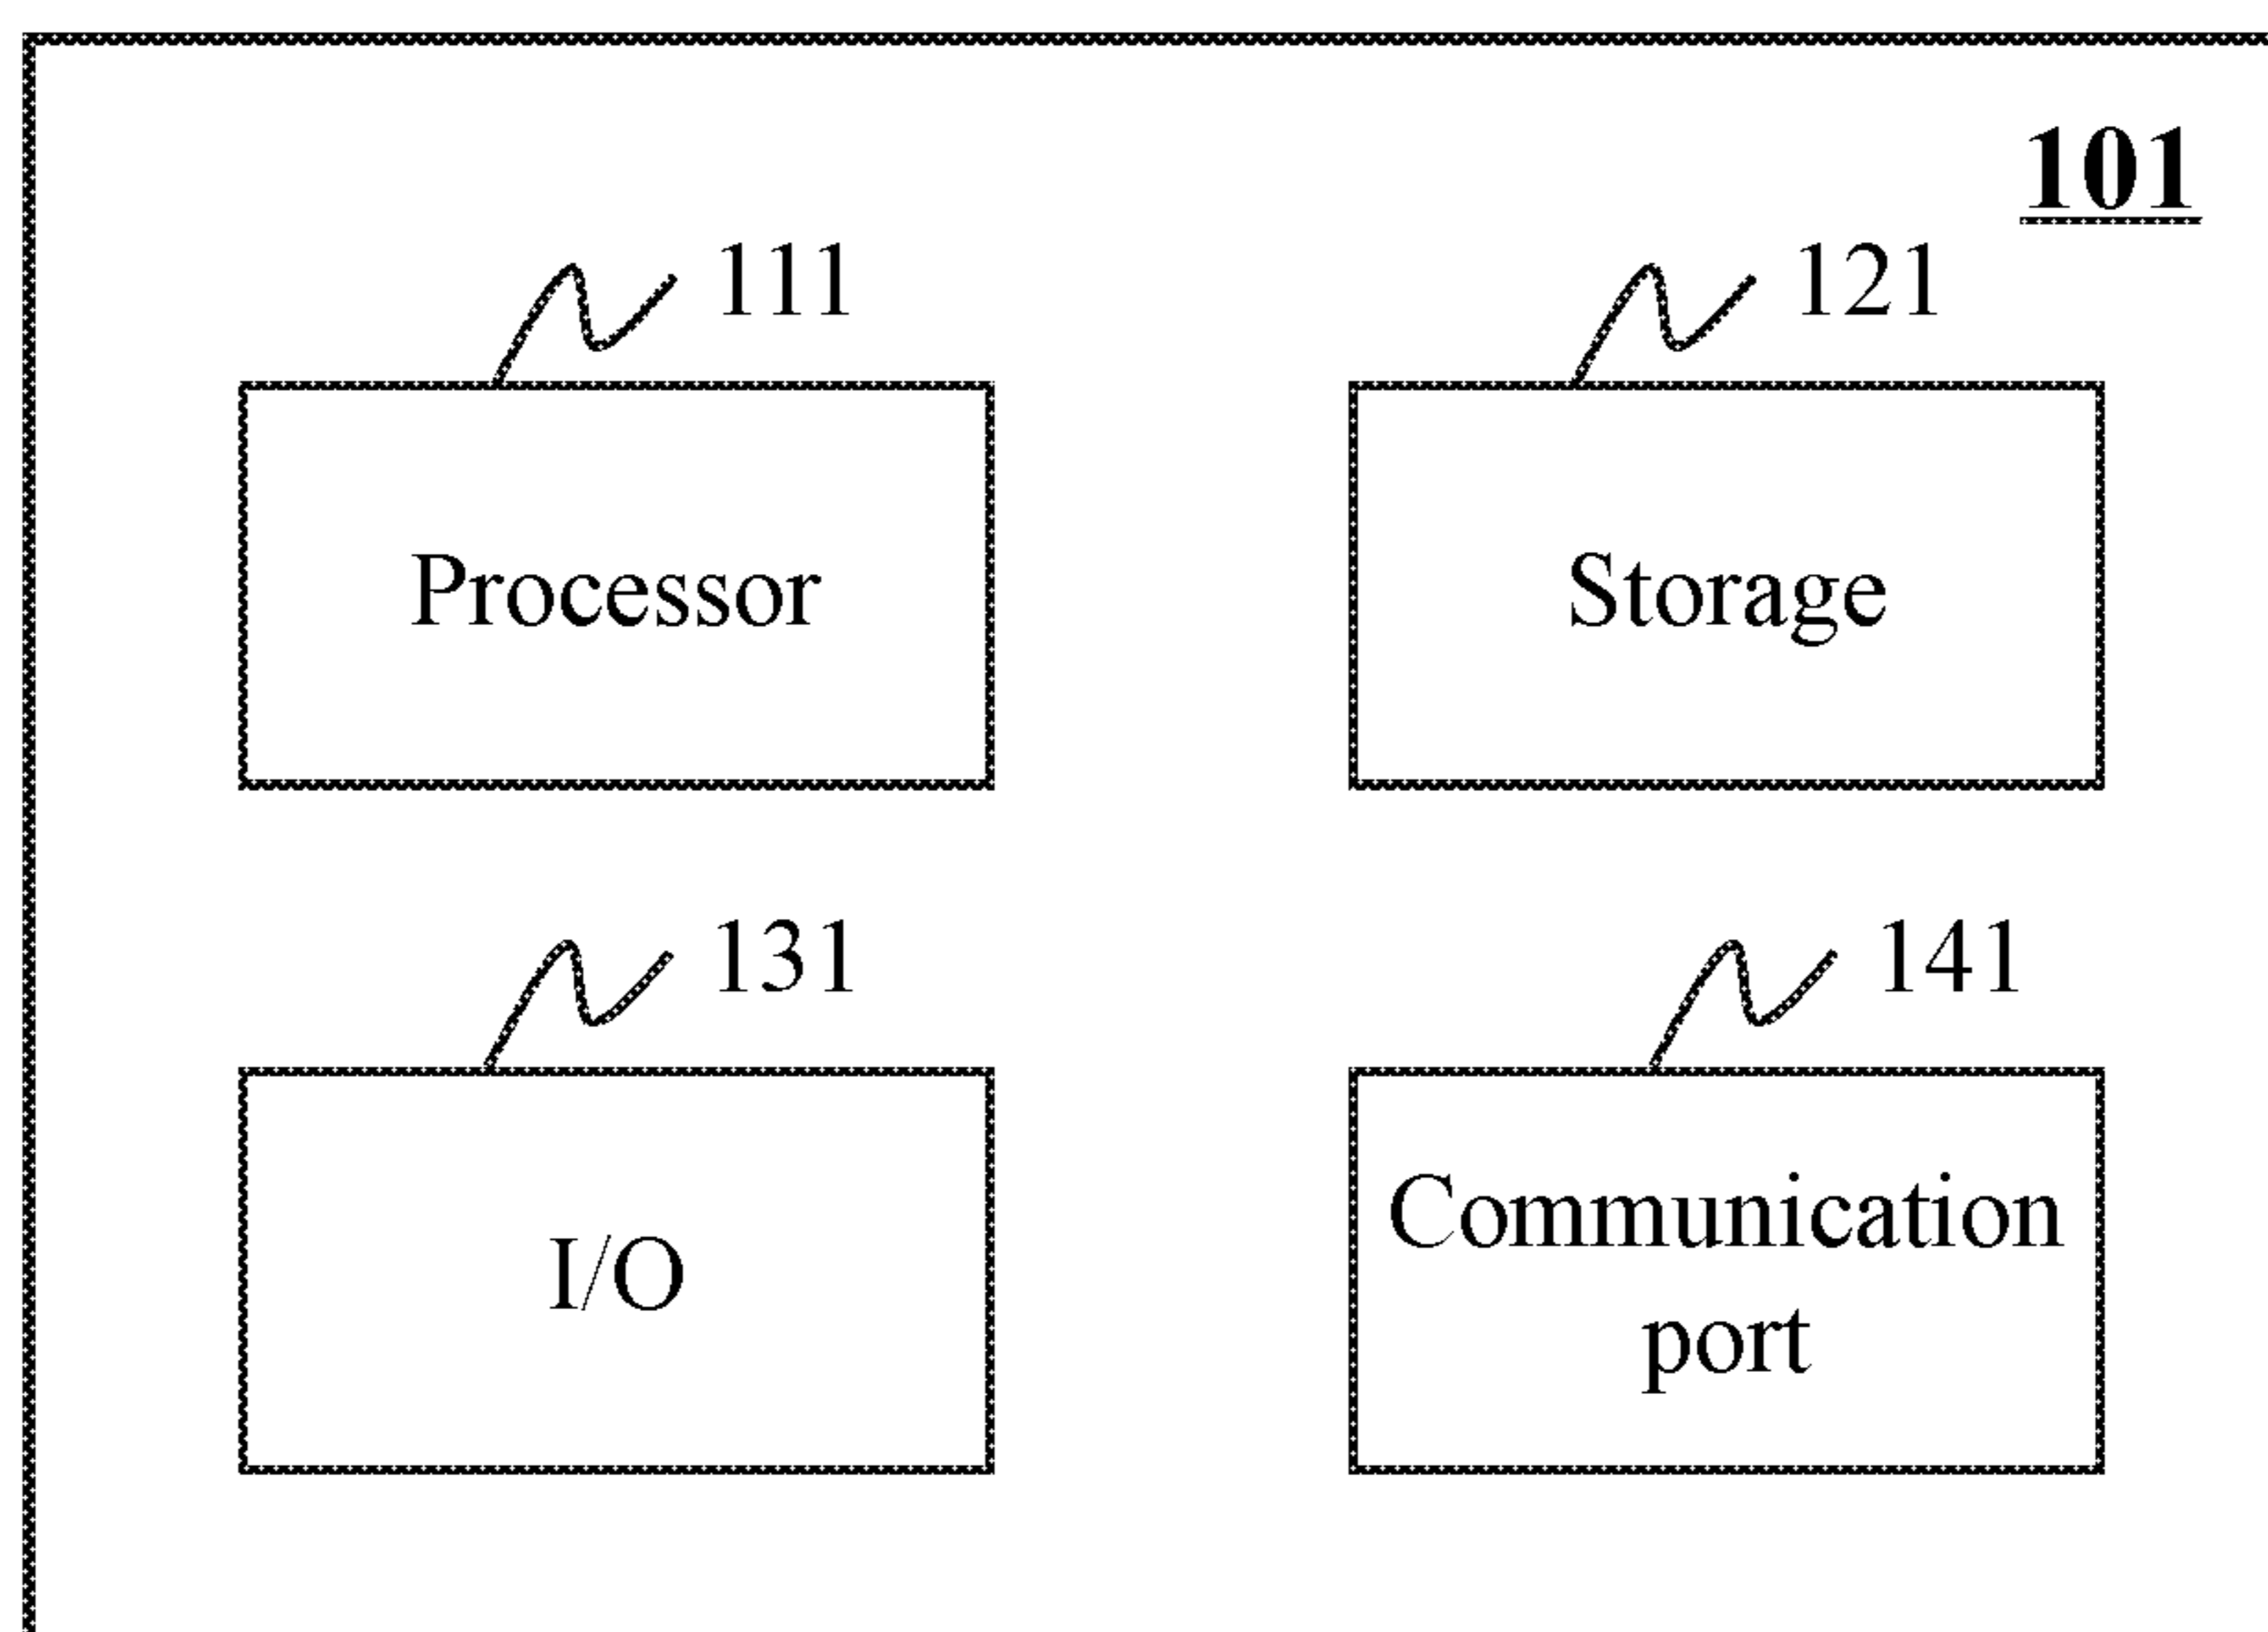 101
111
121
Processor
Storage
131
141
I/O
Communication
port